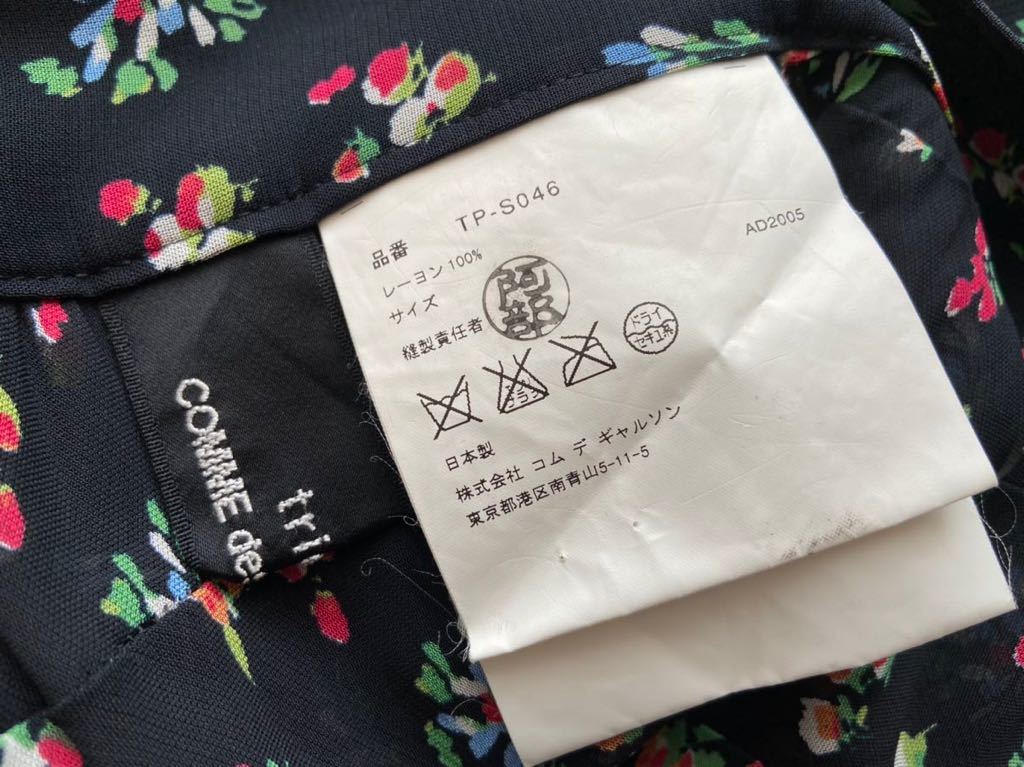 品番 TP-S046
AD2005
レーヨン100%
サイズ
縫製責任者 阿部
ドライ
セキユ系
日本製
株式会社 コム デ ギャルソン
東京都港区南青山5-11-5
tri
COMME de